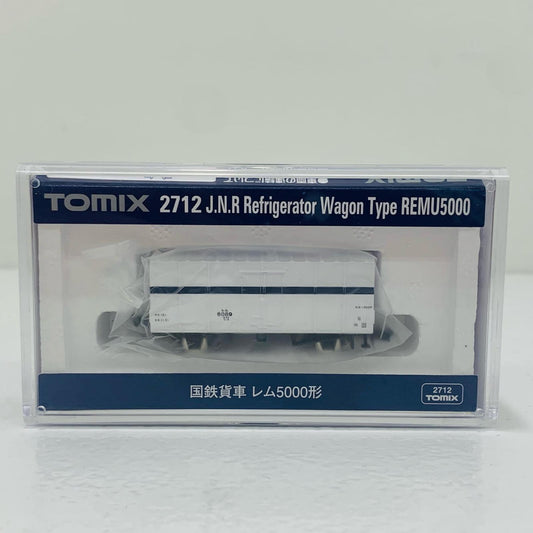 TOMIX 2712 J.N.R Refrigerator Wagon Type REMU5000
6089
国鉄貨車 レム5000形
2712
TOMIX